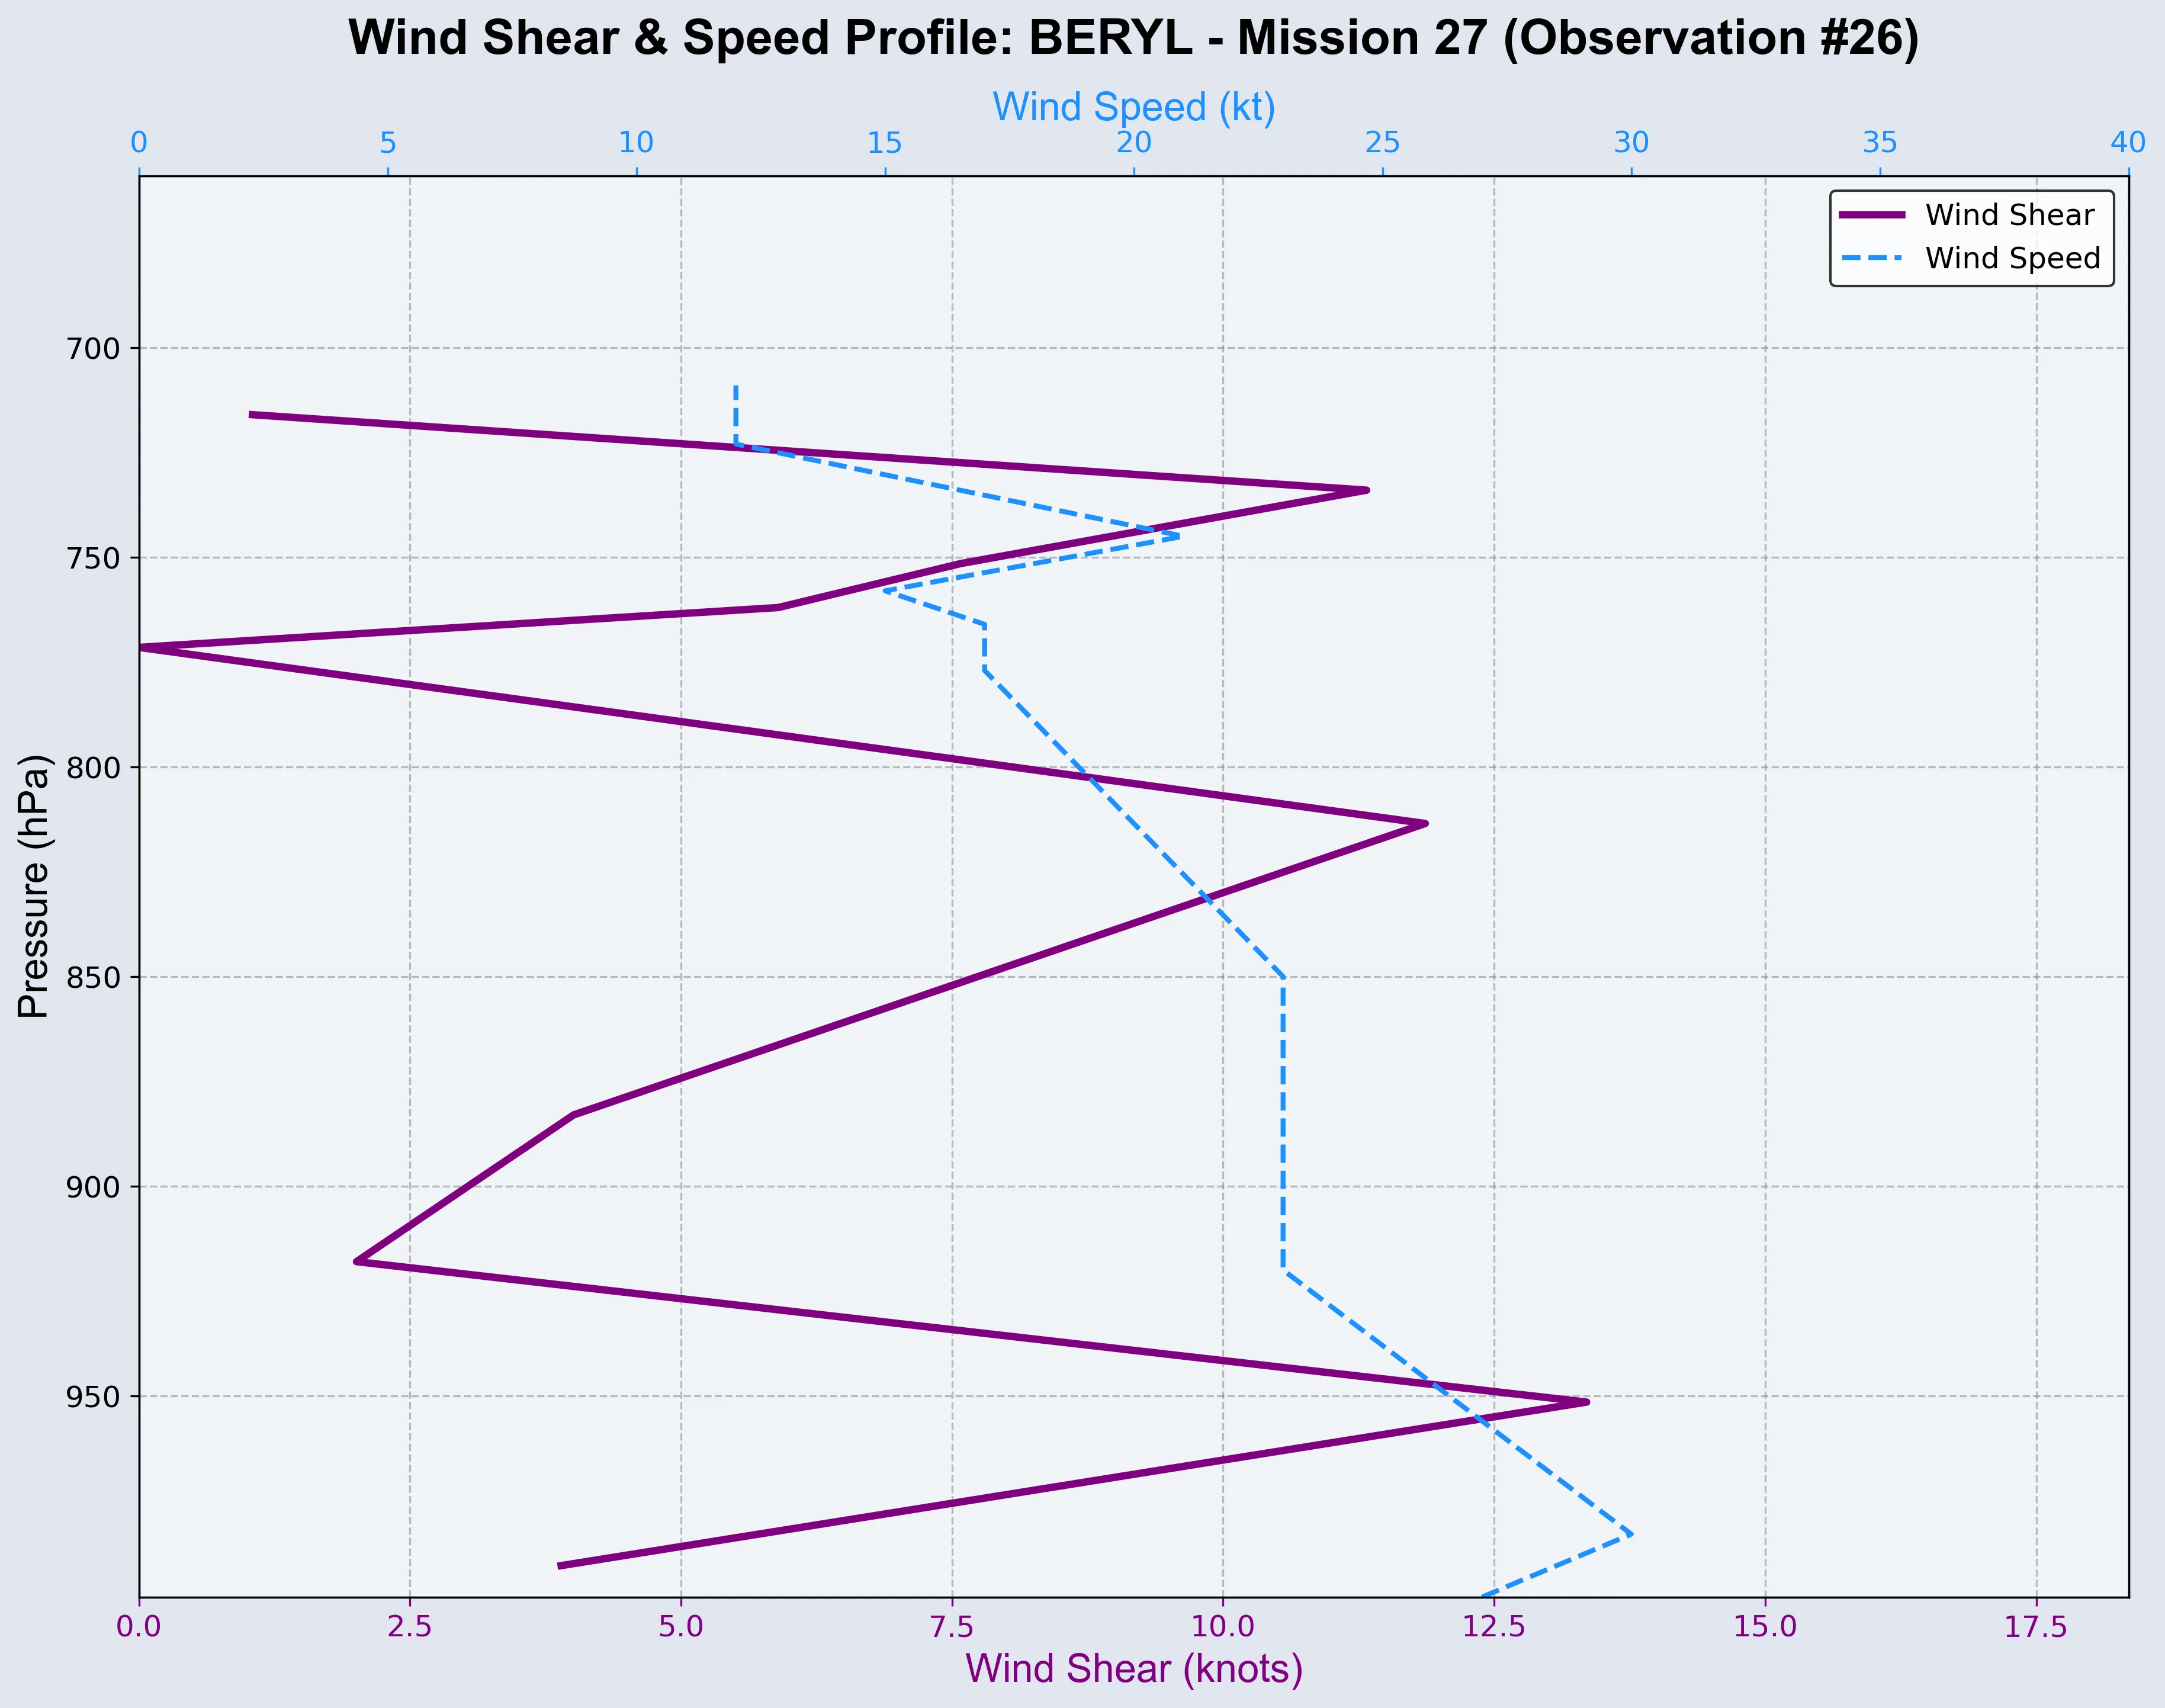 Wind Shear & Speed Profile: BERYL - Mission 27 (Observation #26)
Wind Speed (kt)
0 5 10 15 20 25 30 35 40
Wind Shear
Wind Speed
700
750
800
850
900
950
Pressure (hPa)
0.0 2.5 5.0 7.5 10.0 12.5 15.0 17.5
Wind Shear (knots)